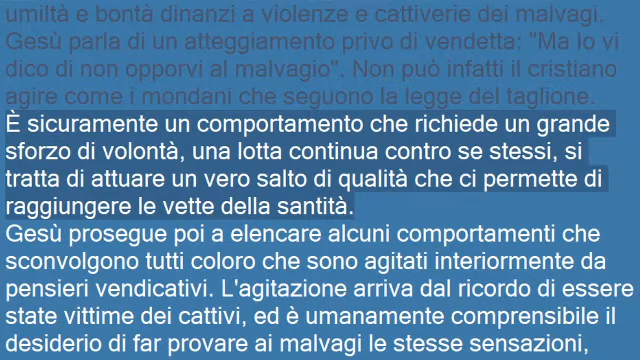 umiltà e bontà dinanzi a violenze e cattiverie dei malvagi.
Gesù parla di un atteggiamento privo di vendetta: "Ma Io vi
dico di non opporvi al malvagio". Non può infatti il cristiano
agire come i mondani che seguono la legge del taglione.
È sicuramente un comportamento che richiede un grande
sforzo di volontà, una lotta continua contro se stessi, si
tratta di attuare un vero salto di qualità che ci permette di
raggiungere le vette della santità.
Gesù prosegue poi a elencare alcuni comportamenti che
sconvolgono tutti coloro che sono agitati interiormente da
pensieri vendicativi. L'agitazione arriva dal ricordo di essere
state vittime dei cattivi, ed è umanamente comprensibile il
desiderio di far provare ai malvagi le stesse sensazioni,